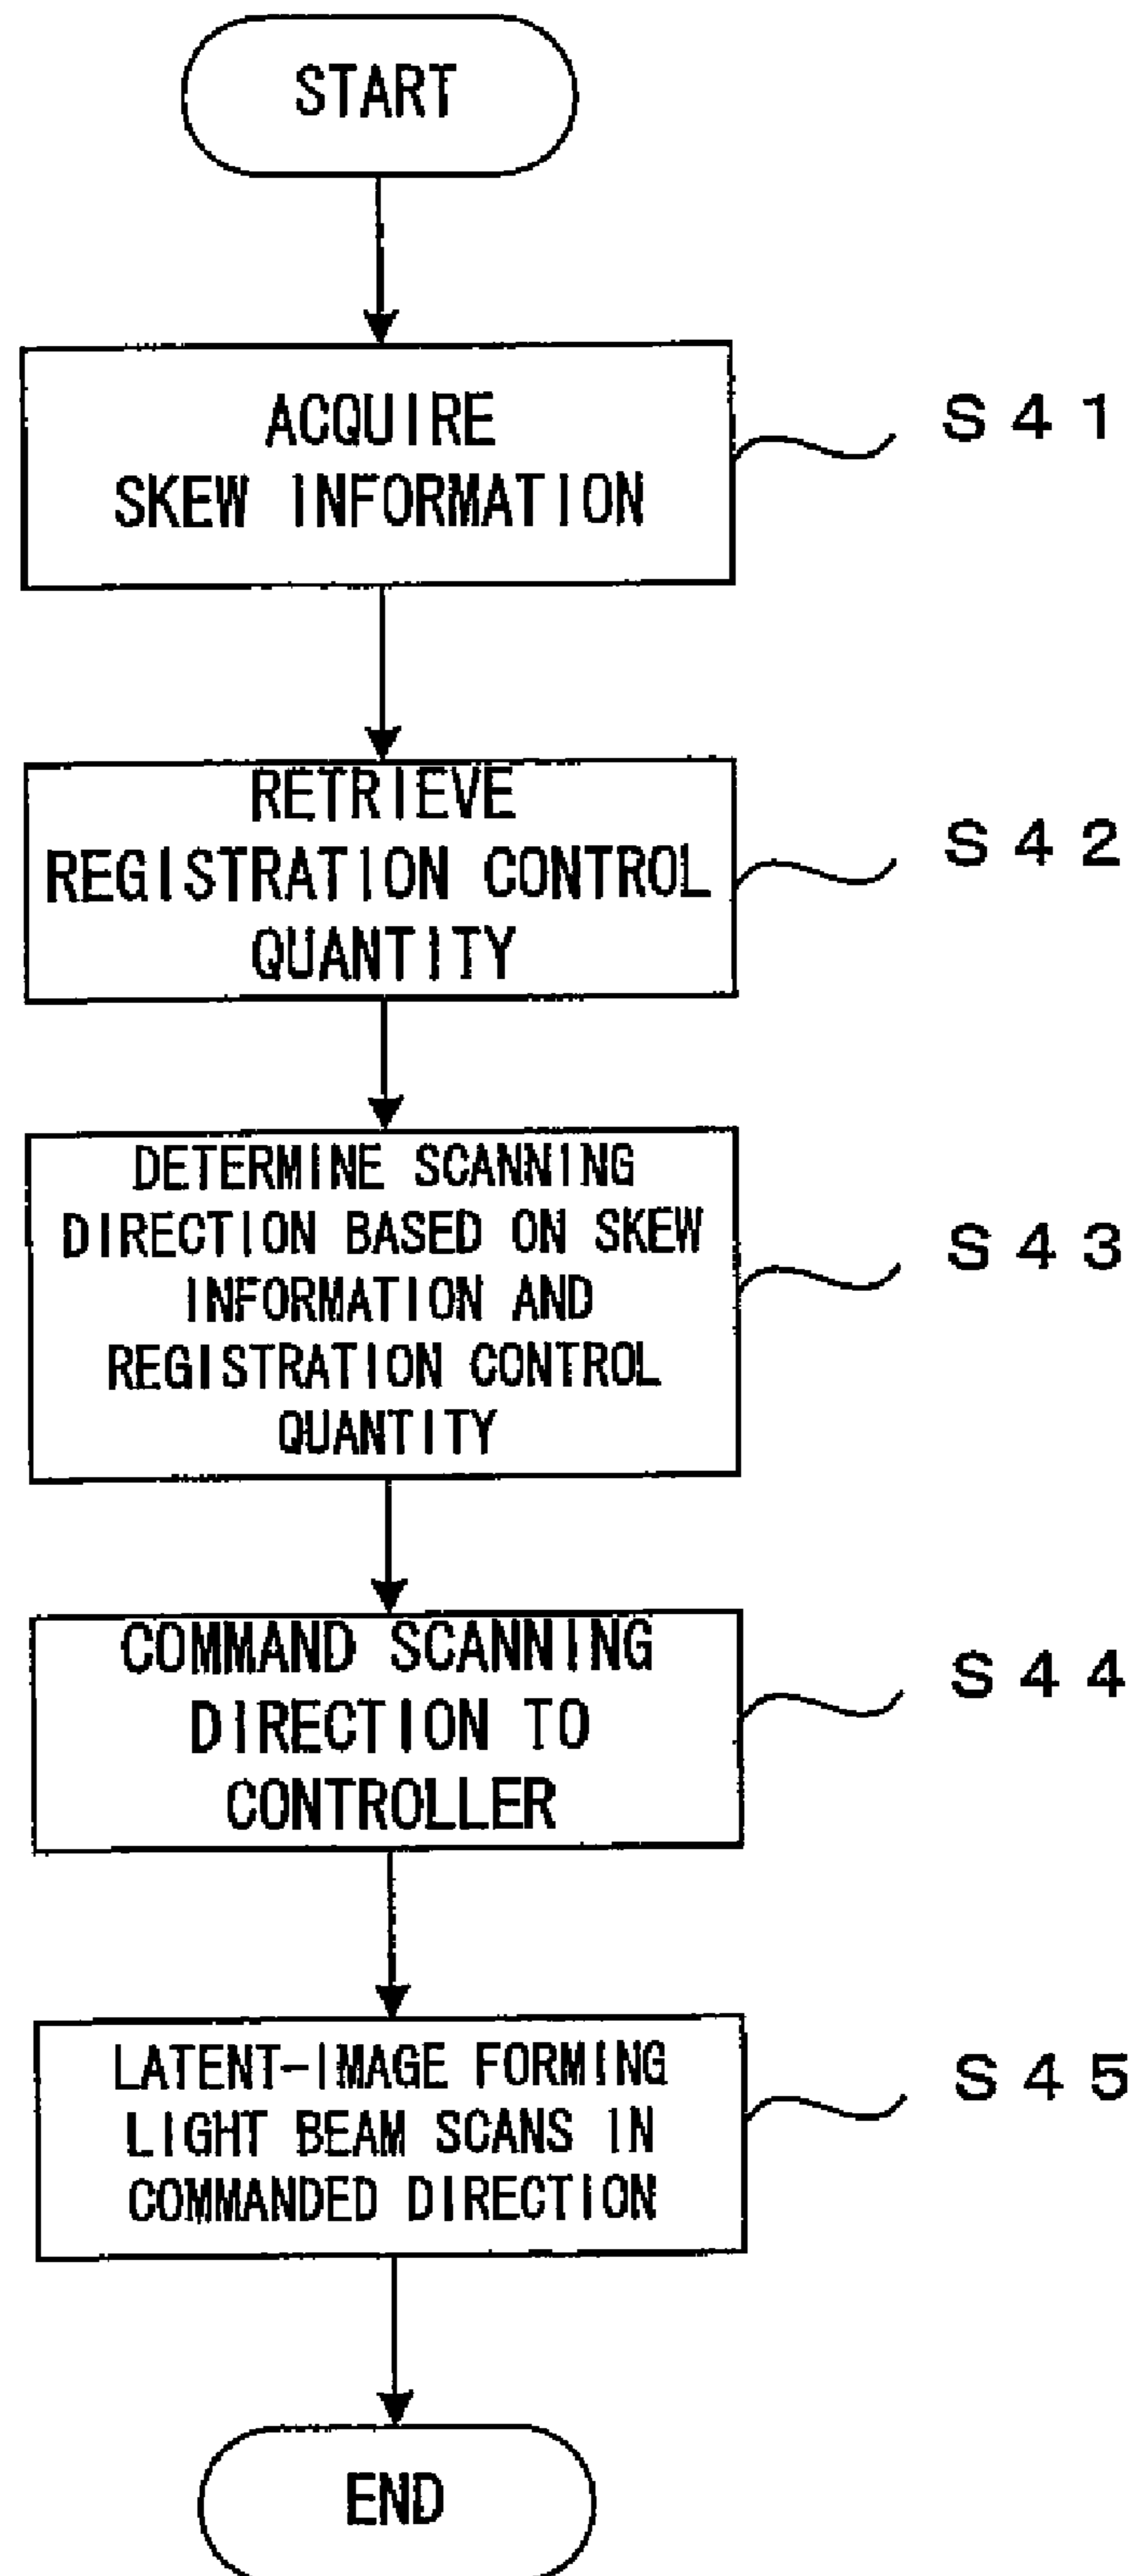 START
ACQUIRE
SKEW INFORMATION
S41
RETRIEVE
REGISTRATION CONTROL
QUANTITY
S42
DETERMINE SCANNING
DIRECTION BASED ON SKEW
INFORMATION AND
REGISTRATION CONTROL
QUANTITY
S43
COMMAND SCANNING
DIRECTION TO
CONTROLLER
S44
LATENT-IMAGE FORMING
LIGHT BEAM SCANS IN
COMMANDED DIRECTION
S45
END